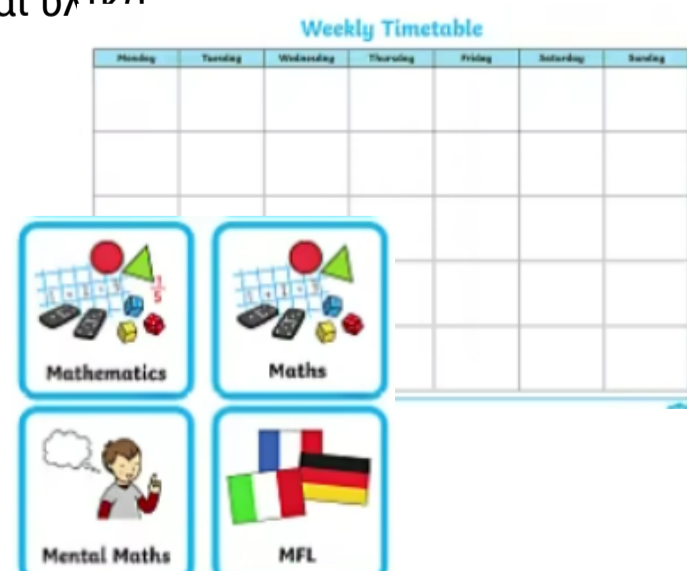 Weekly Timetable
Monday Tuesday Wednesday Thursday Friday Saturday Sunday
Mathematics
Maths
Mental Maths
MFL